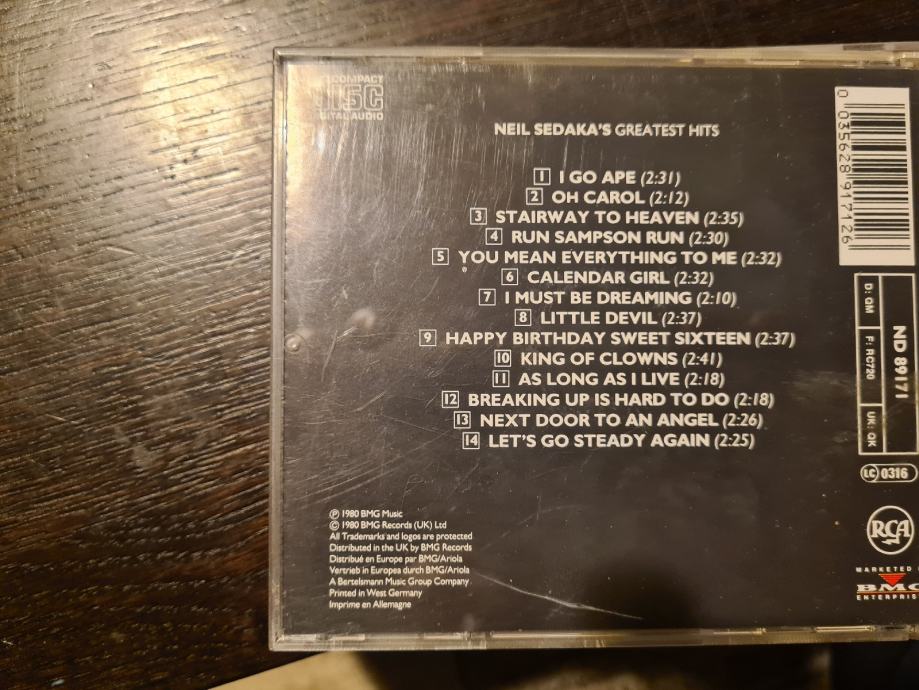 COMPACT
DISC
DIGITAL AUDIO
NEIL SEDAKA'S GREATEST HITS
1 I GO APE (2:31)
2 OH CAROL (2:12)
3 STAIRWAY TO HEAVEN (2:35)
4 RUN SAMPSON RUN (2:30)
5 YOU MEAN EVERYTHING TO ME (2:32)
6 CALENDAR GIRL (2:32)
7 I MUST BE DREAMING (2:10)
8 LITTLE DEVIL (2:37)
9 HAPPY BIRTHDAY SWEET SIXTEEN (2:37)
10 KING OF CLOWNS (2:41)
11 AS LONG AS I LIVE (2:18)
12 BREAKING UP IS HARD TO DO (2:18)
13 NEXT DOOR TO AN ANGEL (2:26)
14 LET'S GO STEADY AGAIN (2:25)
℗ 1980 BMG Music
© 1980 BMG Records (UK) Ltd
All Trademarks and logos are protected
Distributed in the UK by BMG Records
Distribué en Europe par BMG/Ariola
Vertrieb in Europea durch BMG/Ariola
A Bertelsmann Music Group Company
Printed in West Germany
Imprime en Allemagne
0 035628 917126
ND 89171
D: QM
F: RC720
UK: QK
LC 0316
RCA
MARKETED
BMG
ENTERPRIS